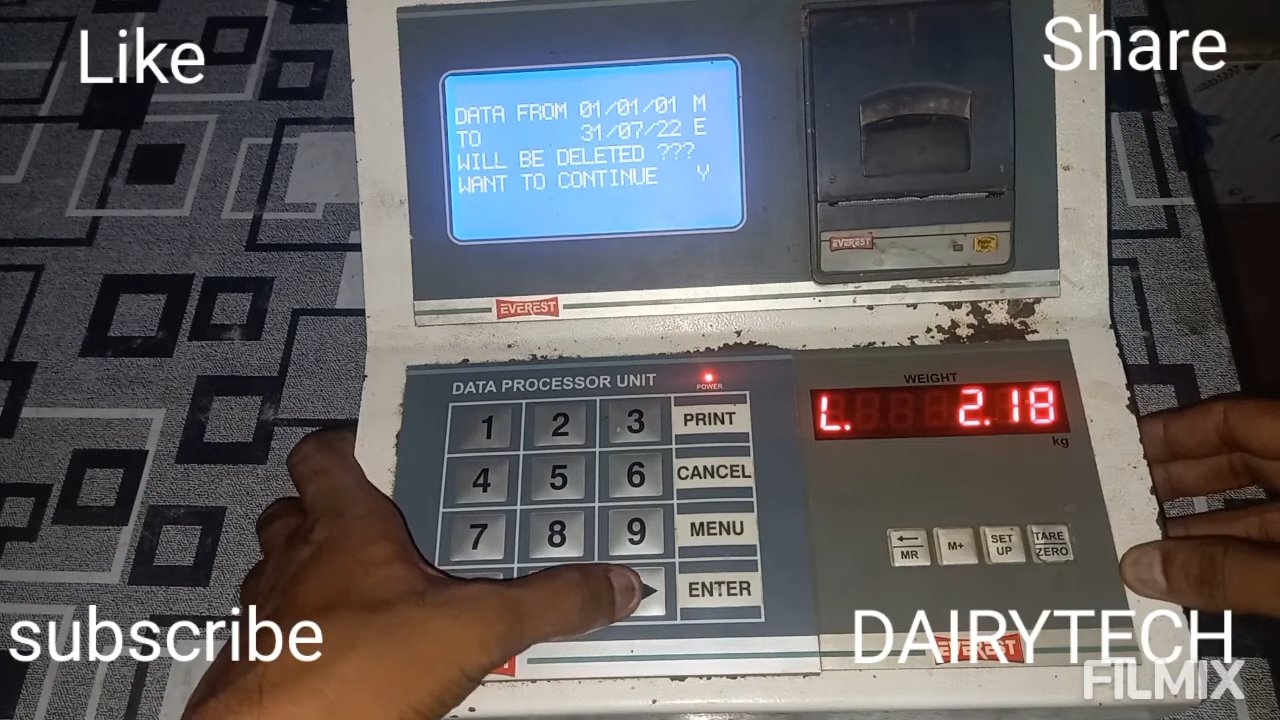 Like
Share
DATA FROM 01/01/01 M
TO 31/07/22 E
WILL BE DELETED ???
WANT TO CONTINUE Y
EVEREST
EVEREST
DATA PROCESSOR UNIT
POWER
1 2 3 PRINT
4 5 6 CANCEL
7 8 9 MENU
ENTER
WEIGHT
L. 2.18
kg
MR
M+
SET UP
TARE ZERO
subscribe
DAIRYTECH
EVEREST
FILMIX